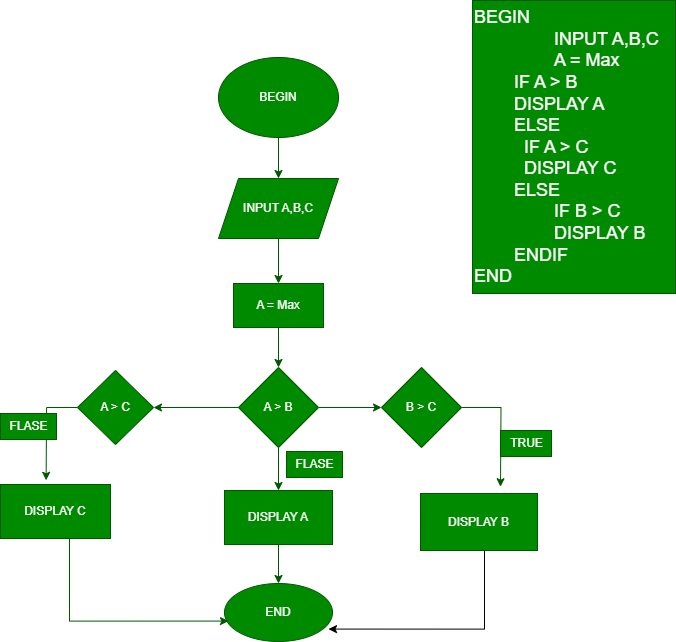 BEGIN
INPUT A,B,C
A = Max
A > C
A > B
B > C
FLASE
TRUE
FLASE
DISPLAY C
DISPLAY A
DISPLAY B
END
BEGIN
INPUT A,B,C
A = Max
IF A > B
DISPLAY A
ELSE
IF A > C
DISPLAY C
ELSE
IF B > C
DISPLAY B
ENDIF
END